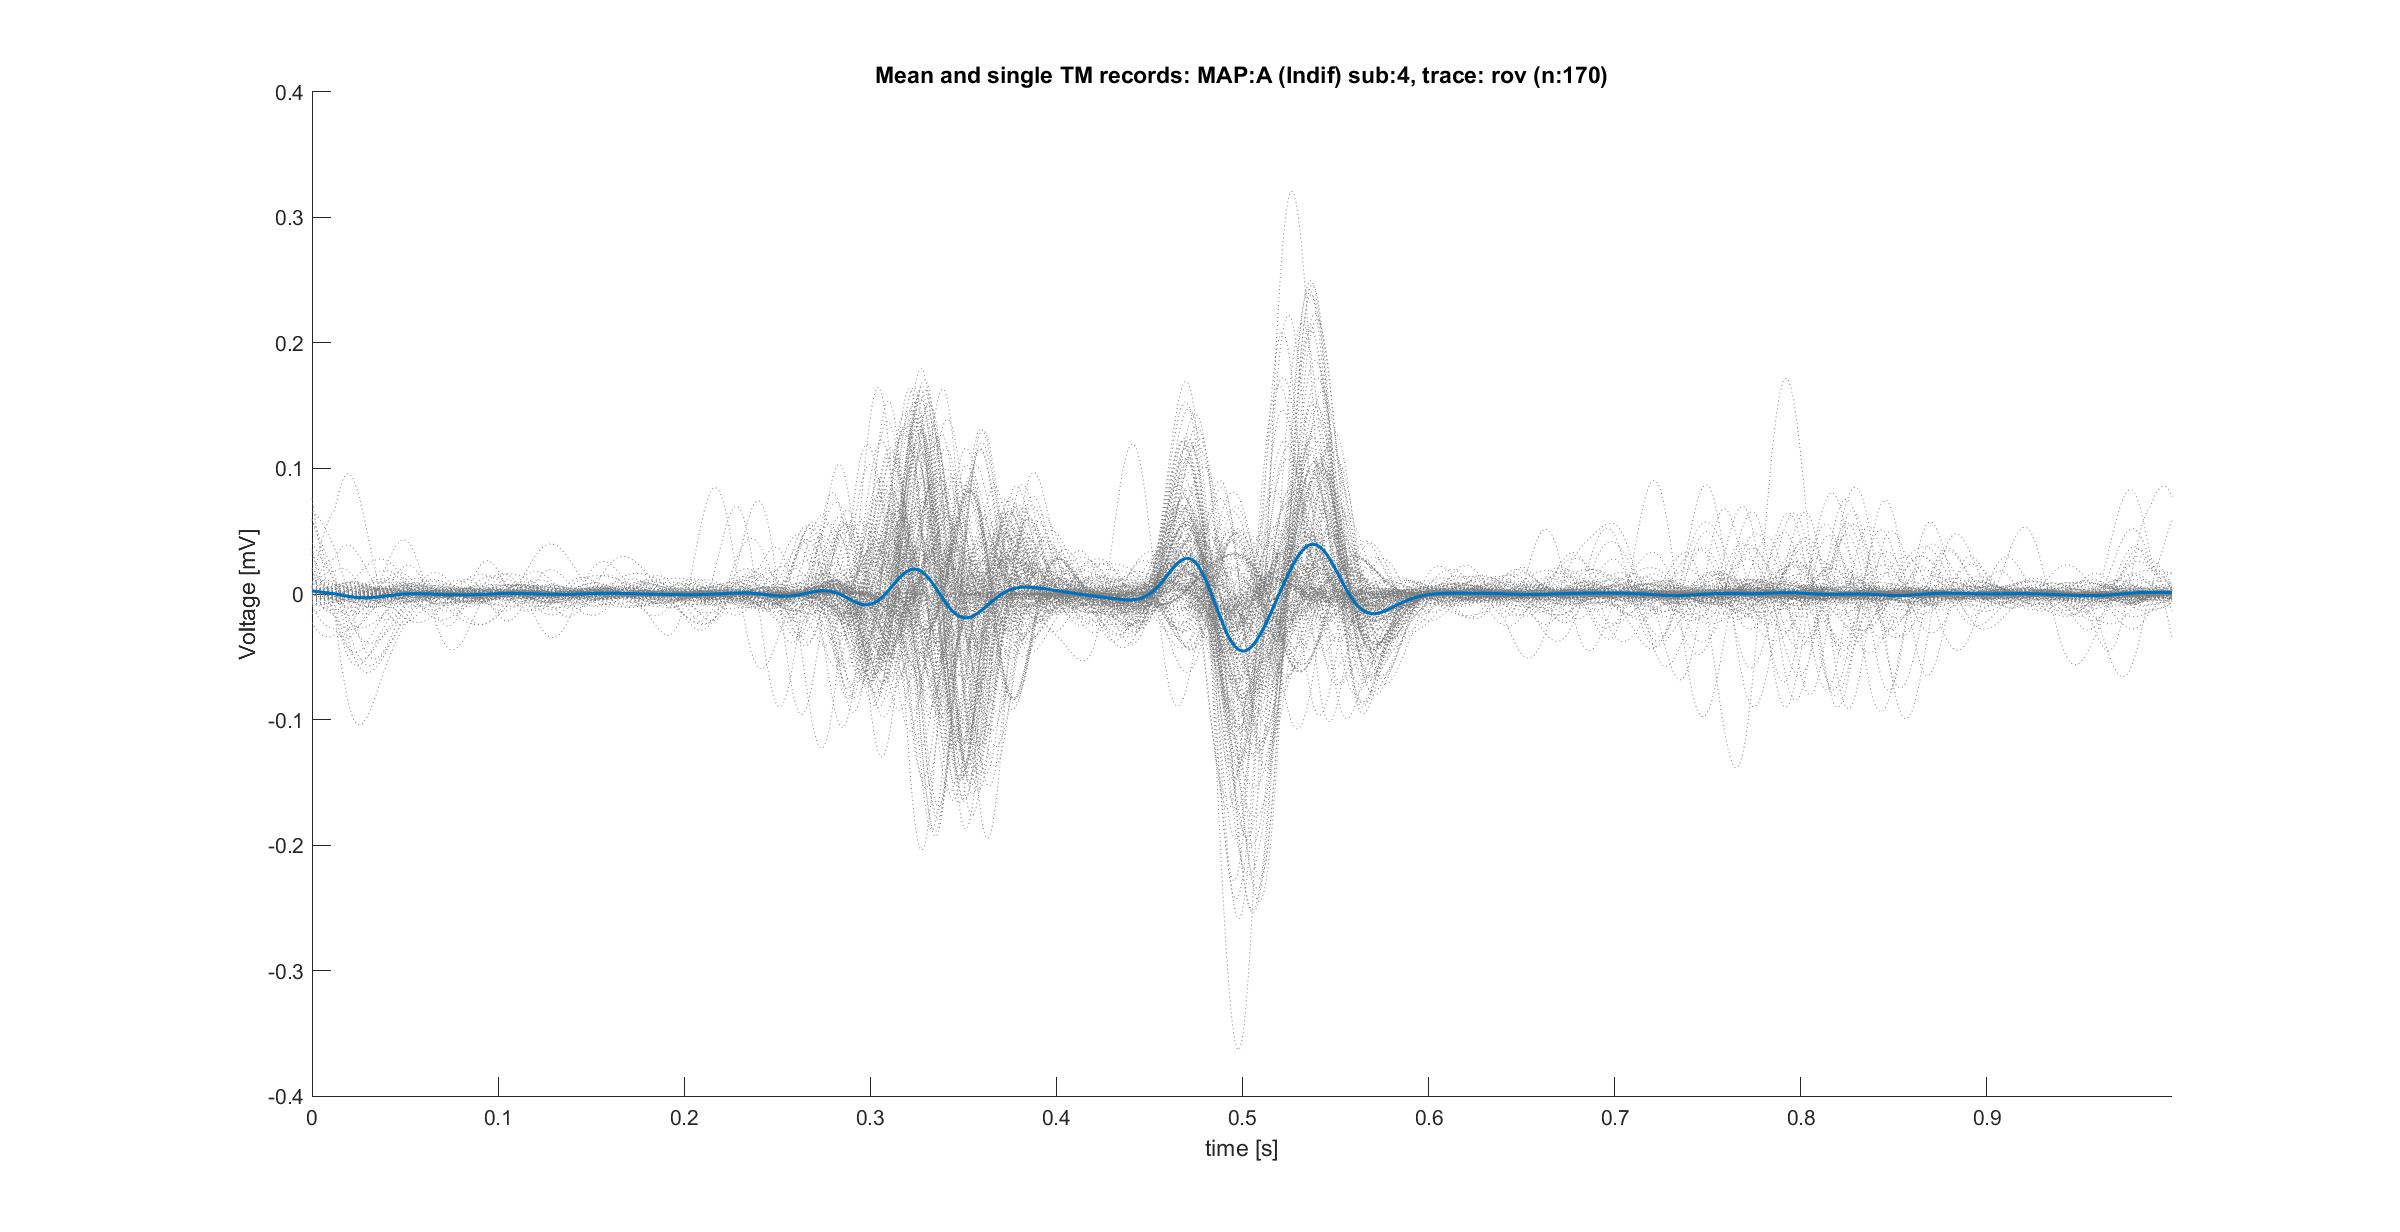 Mean and single TM records: MAP:A (Indif) sub:4, trace: rov (n:170)
0.4
0.3
0.2
0.1
0
-0.1
-0.2
-0.3
-0.4
Voltage [mV]
0 0.1 0.2 0.3 0.4 0.5 0.6 0.7 0.8 0.9
time [s]